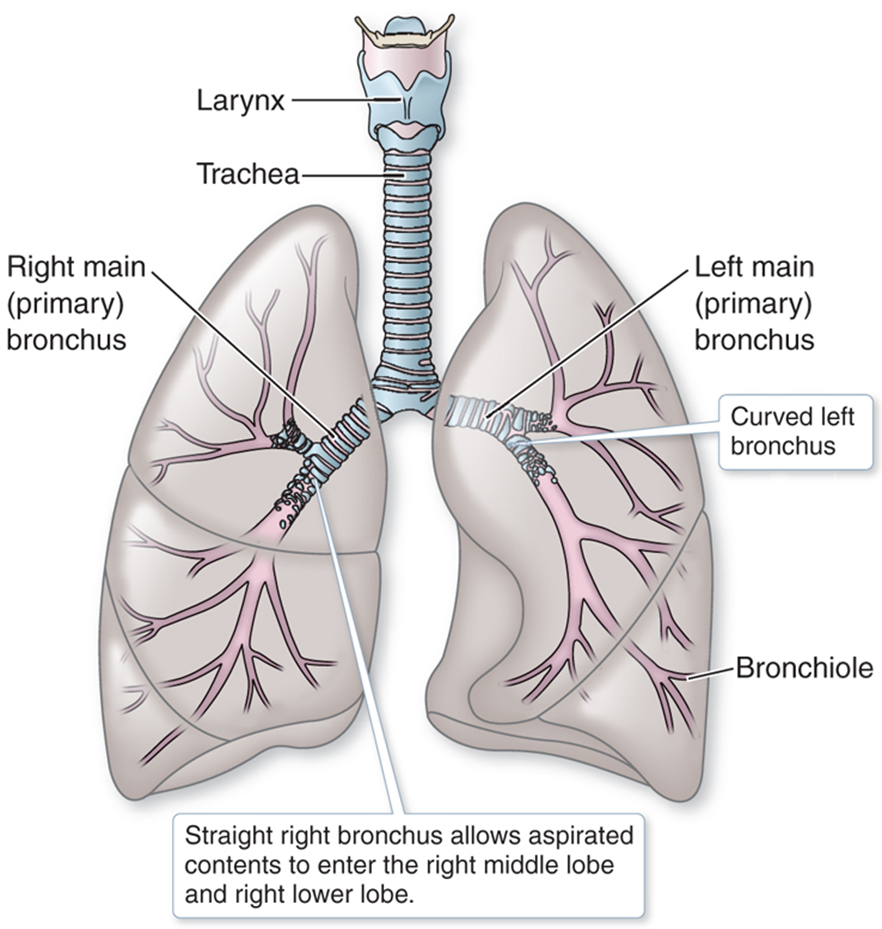 Larynx
Trachea
Right main
(primary)
bronchus
Left main
(primary)
bronchus
Curved left
bronchus
Bronchiole
Straight right bronchus allows aspirated
contents to enter the right middle lobe
and right lower lobe.